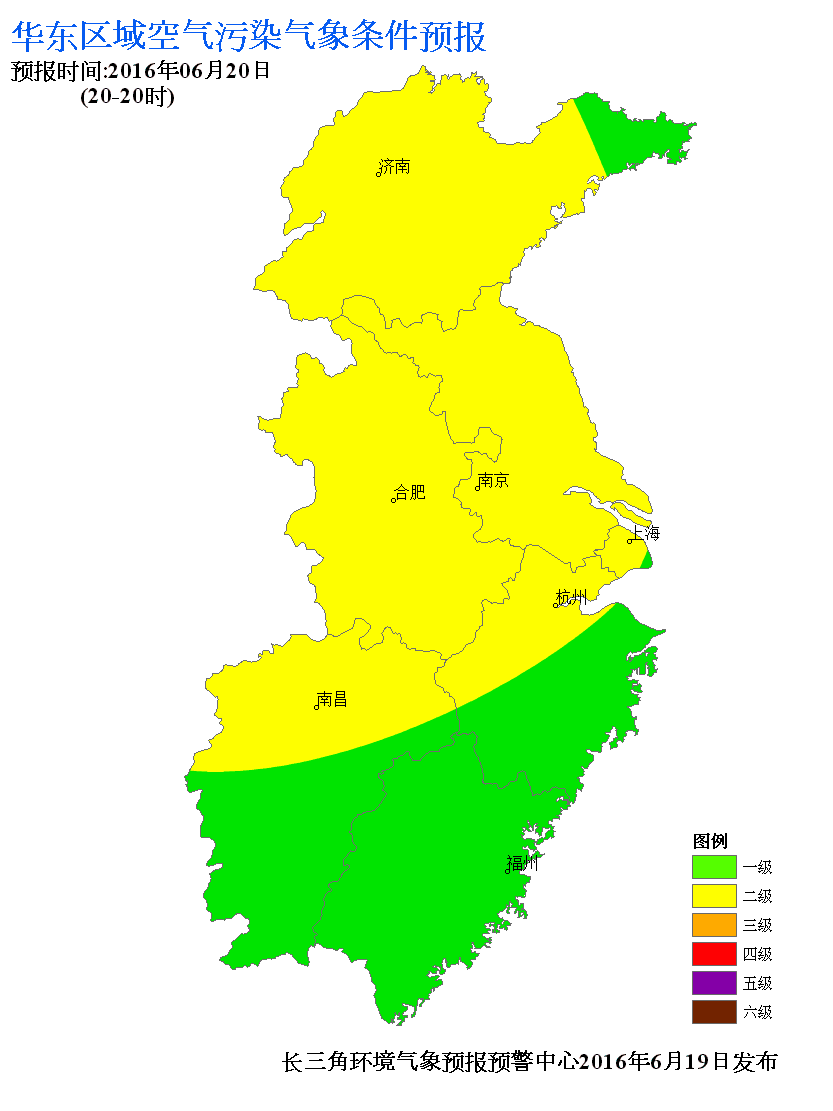 华东区域空气污染气象条件预报
预报时间:2016年06月20日
(20-20时)
济南
南京
合肥
上海
杭州
南昌
福州
图例
一级
二级
三级
四级
五级
六级
长三角环境气象预报预警中心2016年6月19日发布